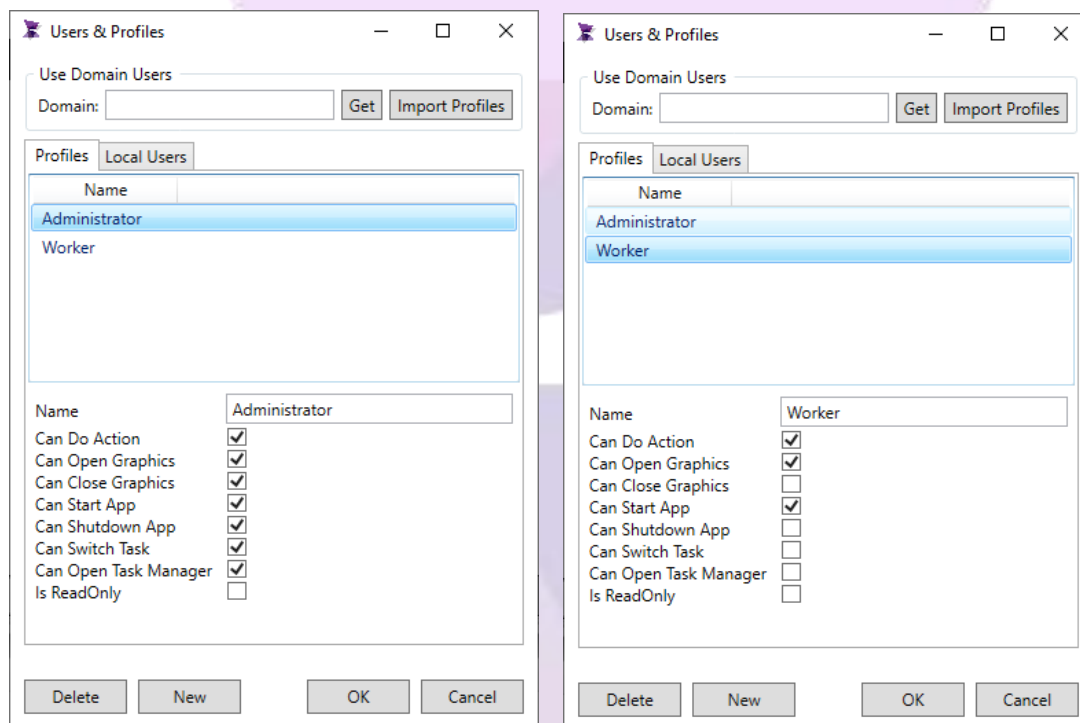 Users & Profiles
Use Domain Users
Domain: Get Import Profiles
Profiles Local Users
Name
Administrator
Worker
Name Administrator
Can Do Action
Can Open Graphics
Can Close Graphics
Can Start App
Can Shutdown App
Can Switch Task
Can Open Task Manager
Is ReadOnly
Delete New OK Cancel
Users & Profiles
Use Domain Users
Domain: Get Import Profiles
Profiles Local Users
Name
Administrator
Worker
Name Worker
Can Do Action
Can Open Graphics
Can Close Graphics
Can Start App
Can Shutdown App
Can Switch Task
Can Open Task Manager
Is ReadOnly
Delete New OK Cancel